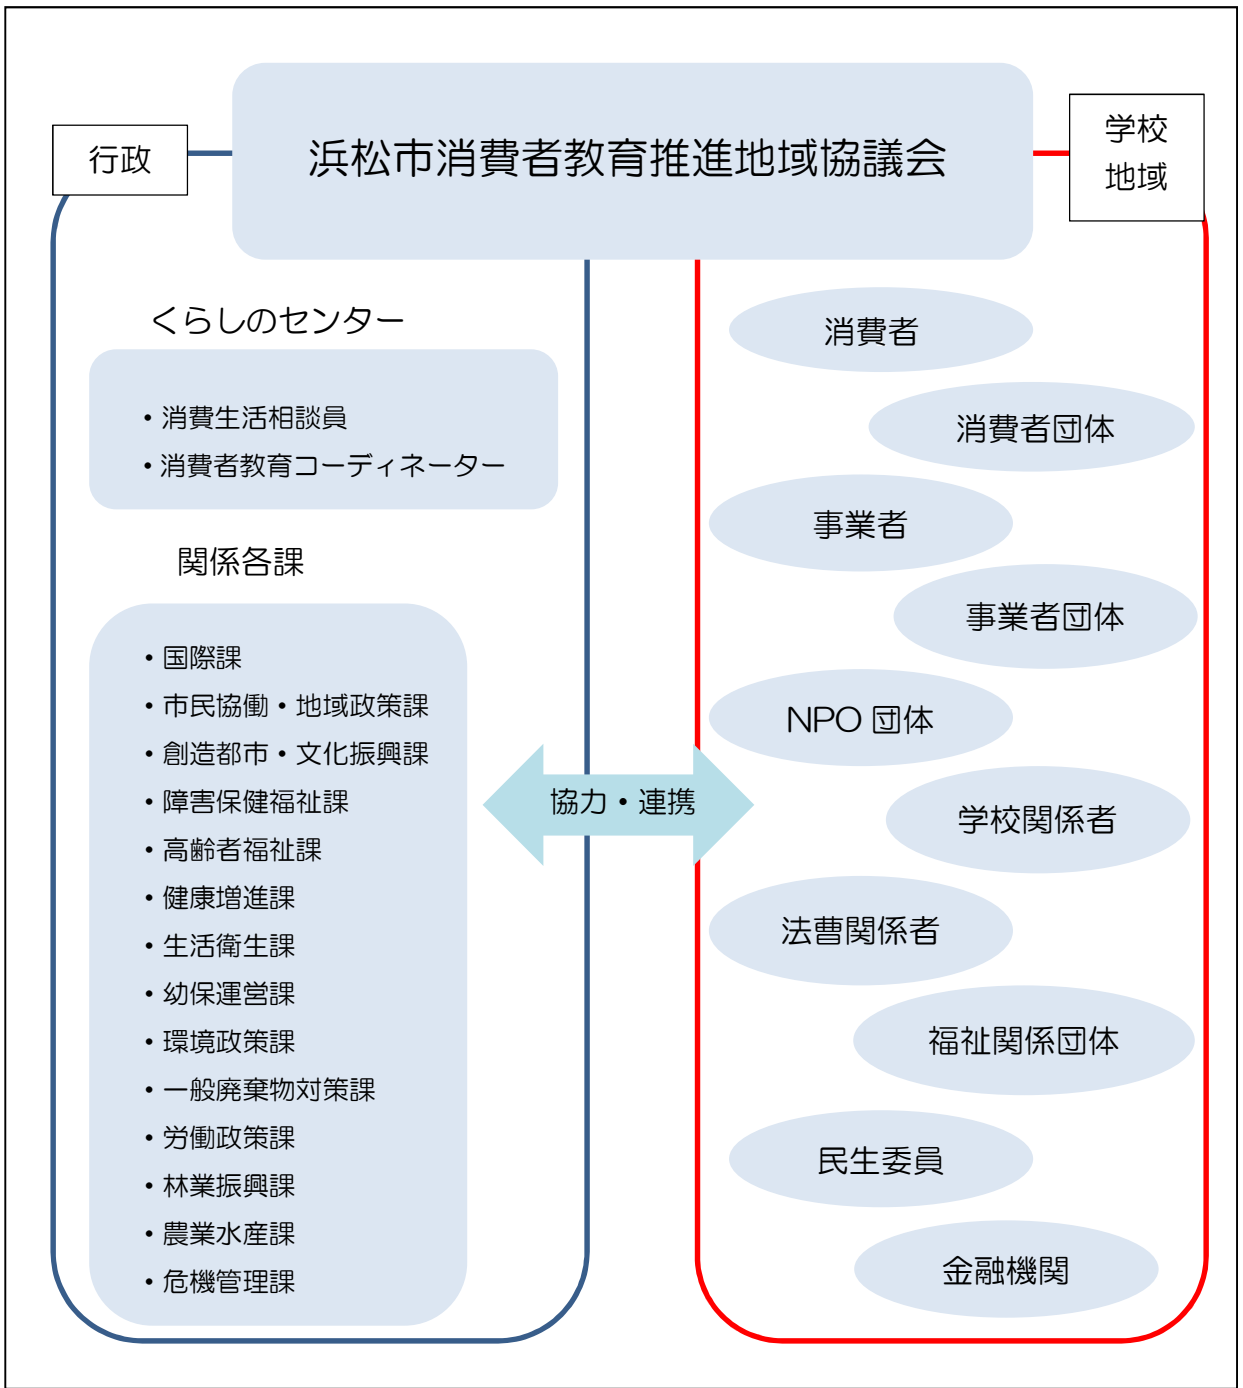 浜松市消費者教育推進地域協議会
行政
学校
地域
くらしのセンター
・消費生活相談員
・消費者教育コーディネーター
関係各課
・国際課
・市民協働・地域政策課
・創造都市・文化振興課
・障害保健福祉課
・高齢者福祉課
・健康増進課
・生活衛生課
・幼保運営課
・環境政策課
・一般廃棄物対策課
・労働政策課
・林業振興課
・農業水産課
・危機管理課
協力・連携
消費者
消費者団体
事業者
事業者団体
NPO 団体
学校関係者
法曹関係者
福祉関係団体
民生委員
金融機関